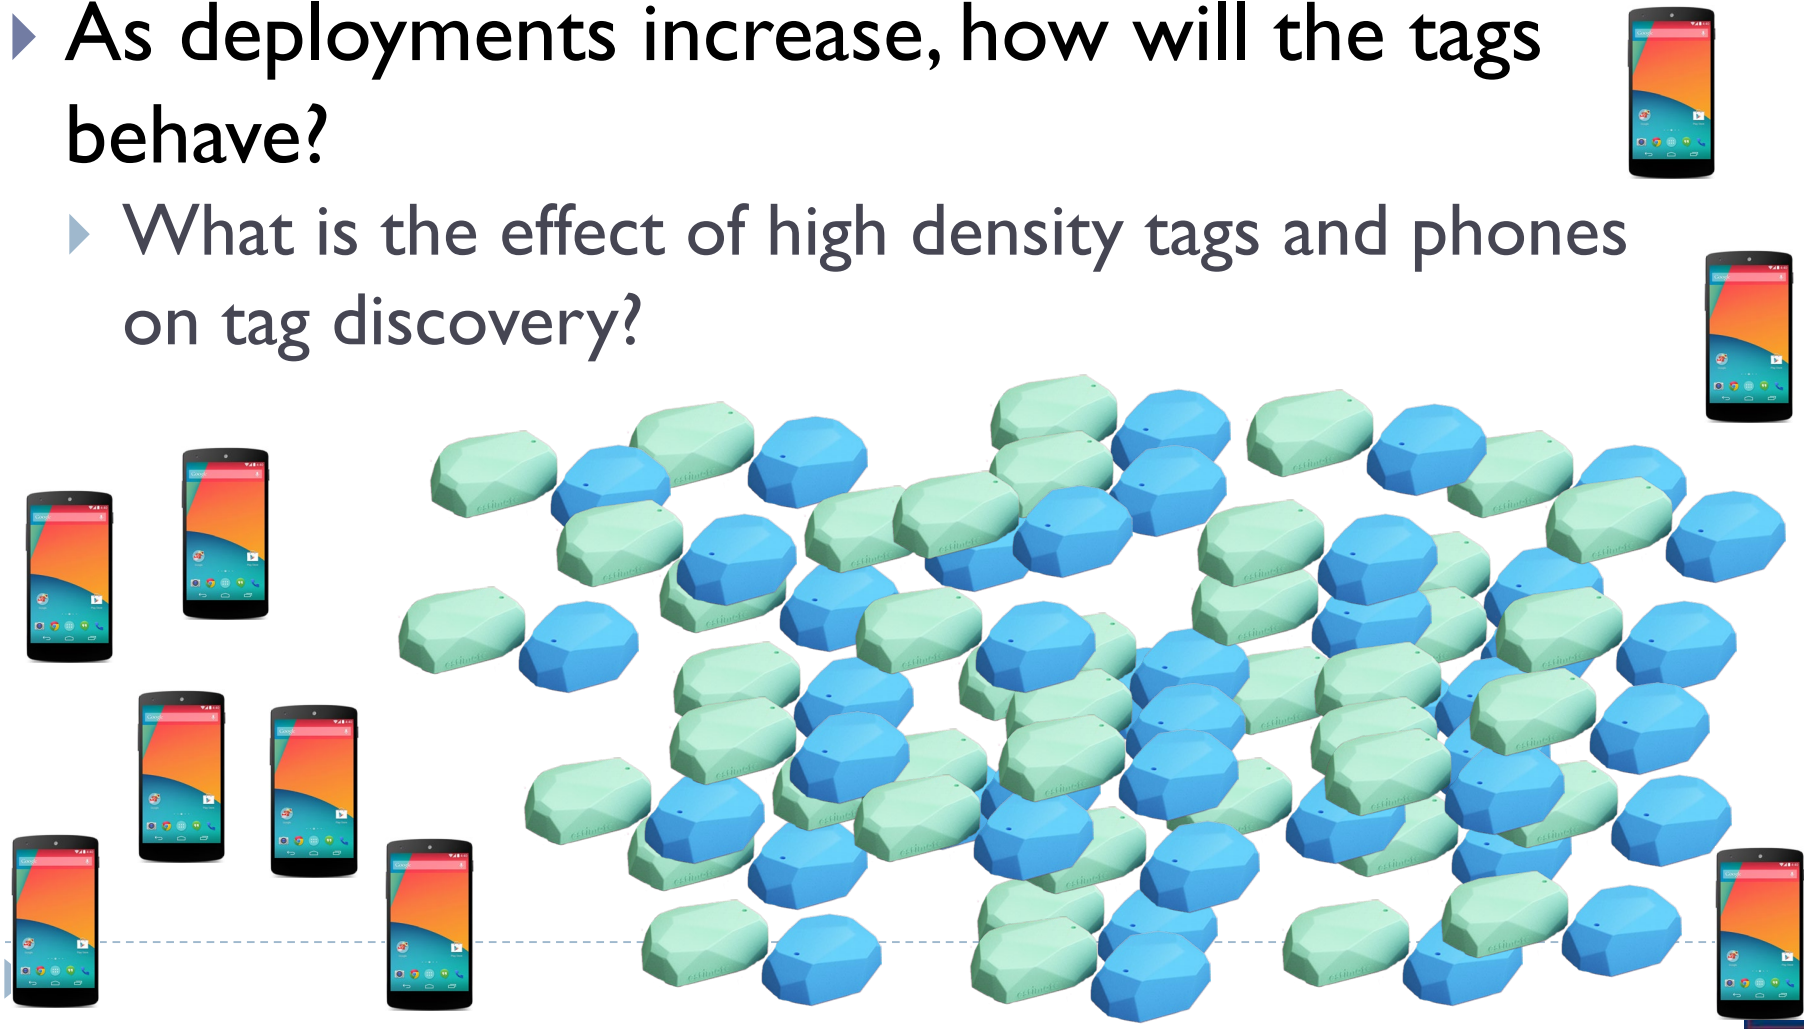 As deployments increase, how will the tags
behave?
What is the effect of high density tags and phones
on tag discovery?